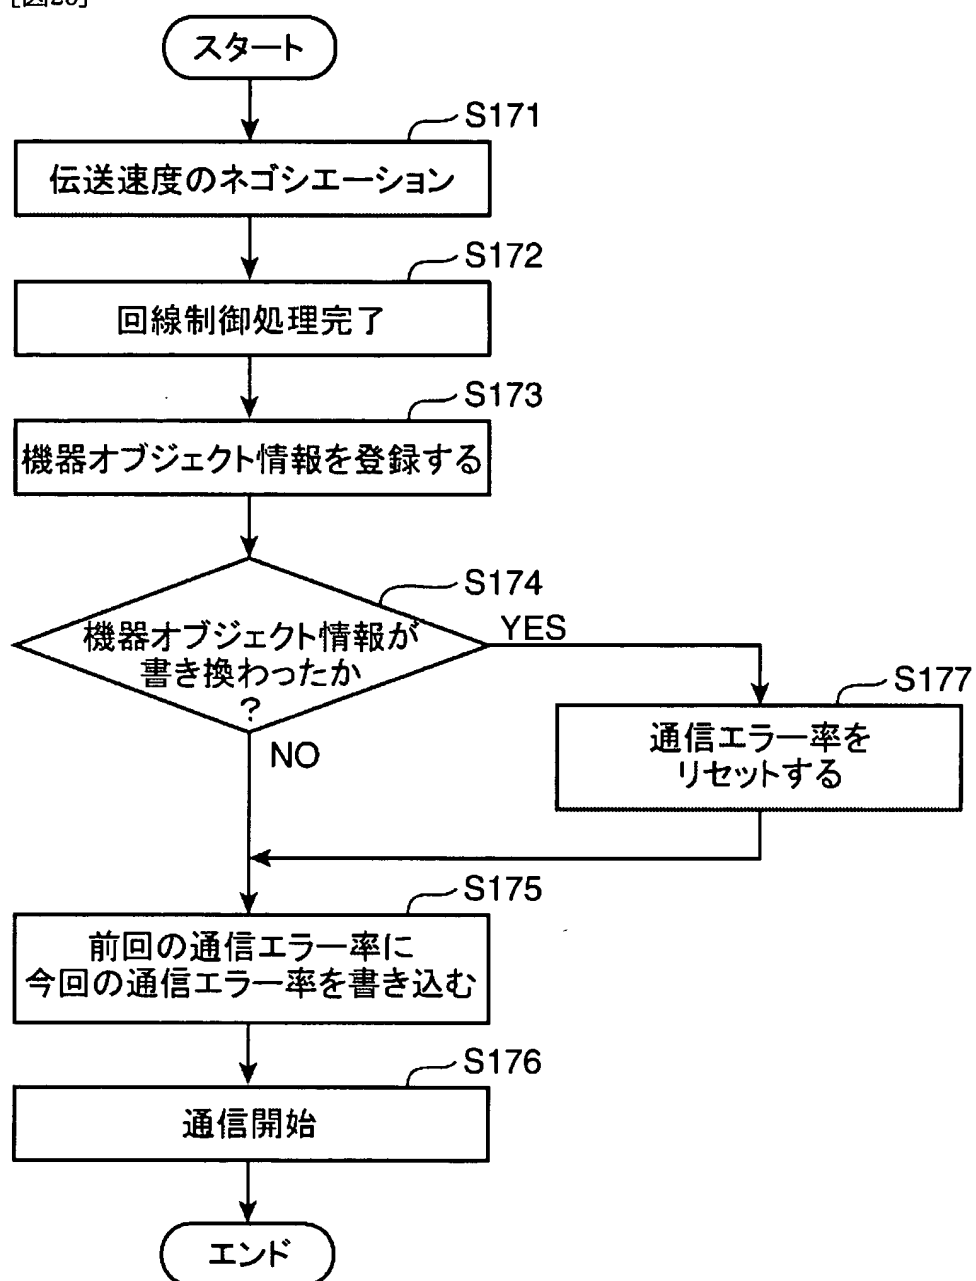 スタート
S171
伝送速度のネゴシエーション
S172
回線制御処理完了
S173
機器オブジェクト情報を登録する
S174
機器オブジェクト情報が
書き換わったか
?
YES
S177
通信エラー率を
リセットする
NO
S175
前回の通信エラー率に
今回の通信エラー率を書き込む
S176
通信開始
エンド